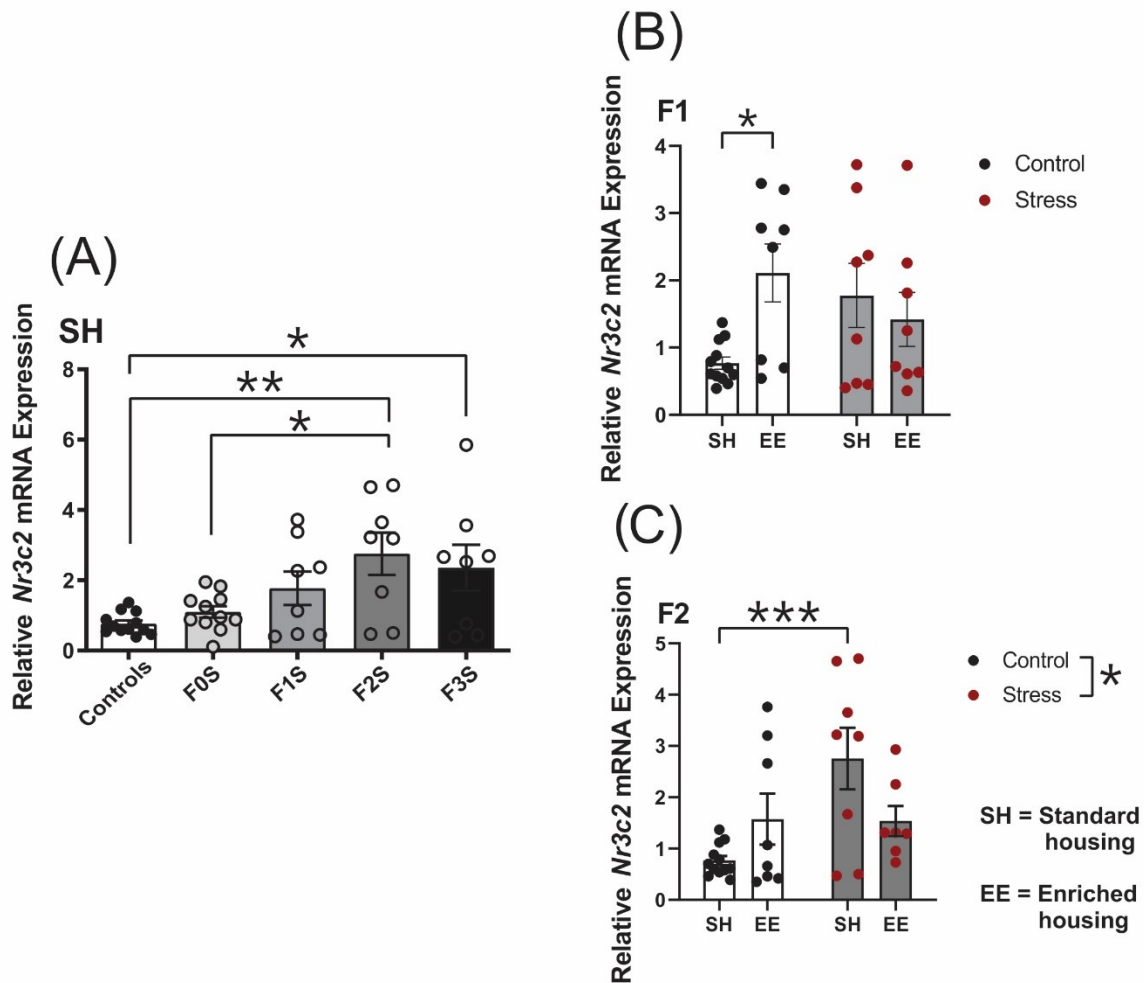 (A)
SH
Relative Nr3c2 mRNA Expression
8
6
4
2
0
*
**
*
Controls
F0S
F1S
F2S
F3S
(B)
F1
Relative Nr3c2 mRNA Expression
4
3
2
1
0
*
SH
EE
SH
EE
Control
Stress
(C)
F2
Relative Nr3c2 mRNA Expression
5
4
3
2
1
0
***
SH
EE
SH
EE
Control
Stress
*
SH = Standard
housing
EE = Enriched
housing